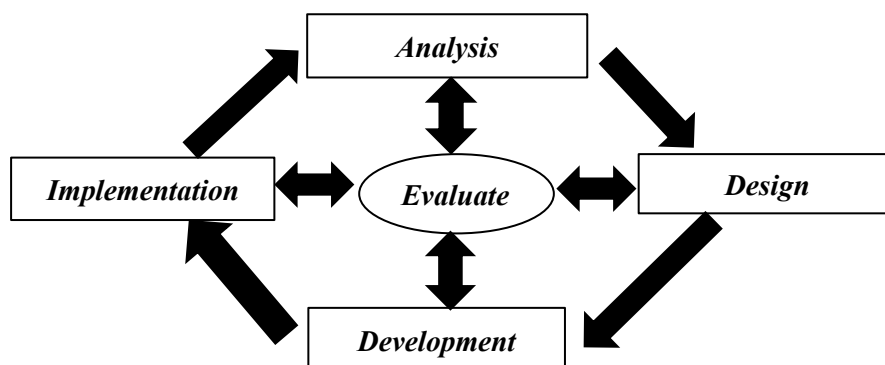 Analysis
Implementation
Evaluate
Design
Development